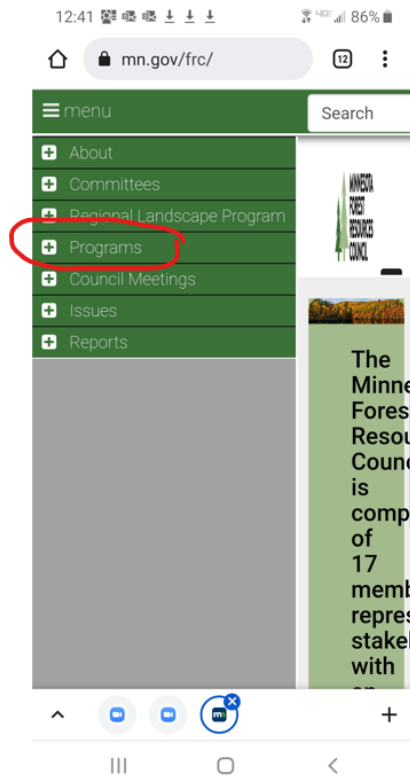 12:41 4GE 86%
mn.gov/frc/ 12
menu Search
About
Committees
Regional Landscape Program
Programs
Council Meetings
Issues
Reports
MINNESOTA
FOREST
RESOURCES
COUNCIL
The
Minne
Fores
Resou
Counc
is
comp
of
17
memb
repres
stakel
with